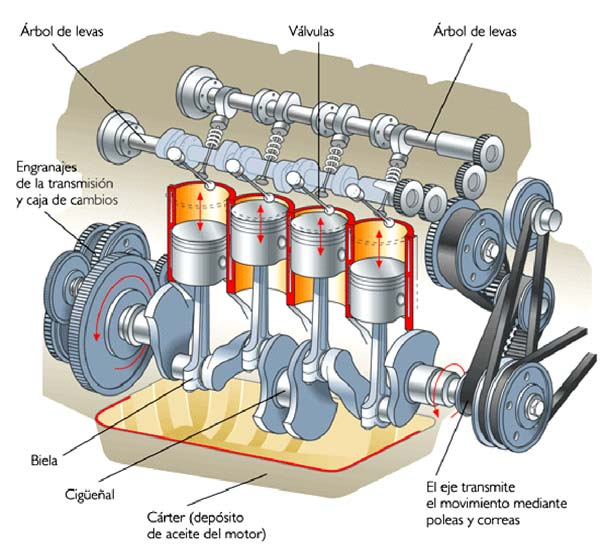 Árbol de levas
Válvulas
Árbol de levas
Engranajes
de la transmisión
y caja de cambios
Biela
Cigüeñal
Cárter (depósito
de aceite del motor)
El eje transmite
el movimiento mediante
poleas y correas